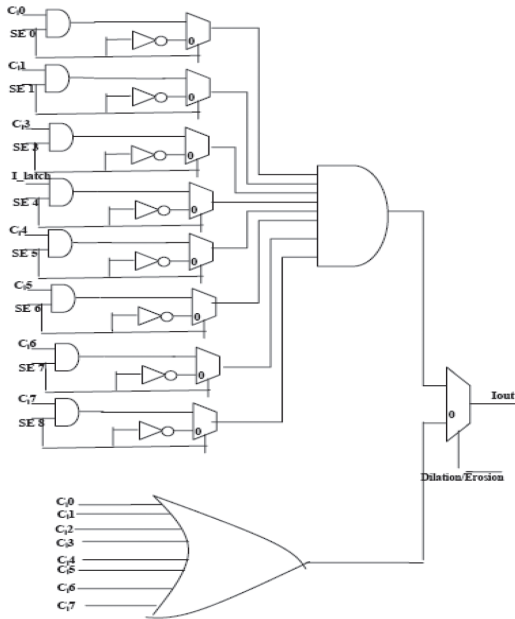 Cᵢ0
SE 0
0
Cᵢ1
SE 1
0
Cᵢ3
SE 3
0
I_latch
SE 4
0
Cᵢ4
SE 5
0
Cᵢ5
SE 6
0
Cᵢ6
SE 7
0
Cᵢ7
SE 8
0
0
Iout
Dilation/Erosion
Cᵢ0
Cᵢ1
Cᵢ2
Cᵢ3
Cᵢ4
Cᵢ5
Cᵢ6
Cᵢ7